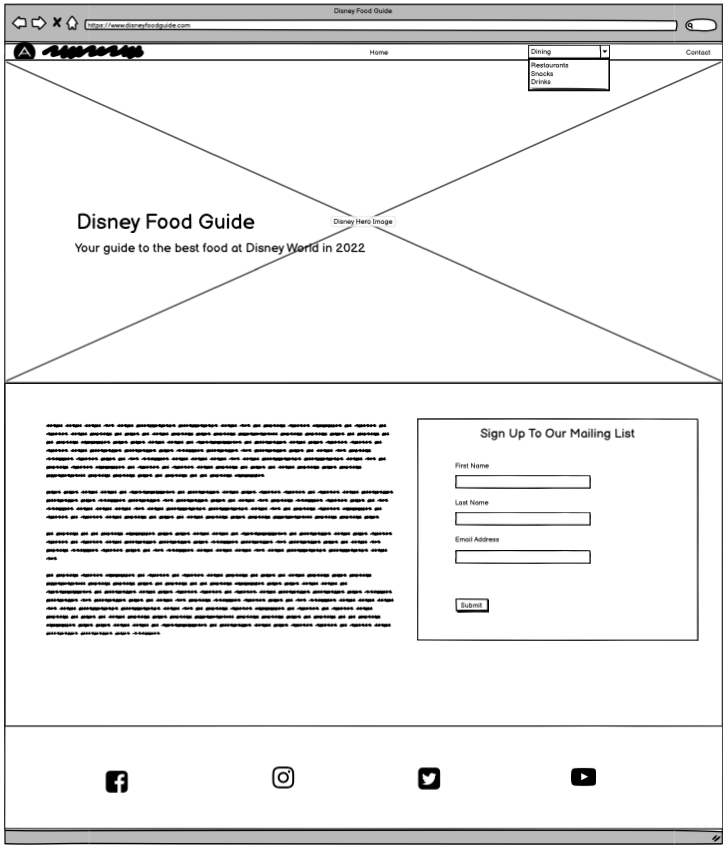 Disney Food Guide
https://www.disneyfoodguide.com
Home
Dining
Contact
Restaurants
Snacks
Drinks
Disney Food Guide
Disney Hero Image
Your guide to the best food at Disney World in 2022
Sign Up To Our Mailing List
First Name
Last Name
Email Address
Submit